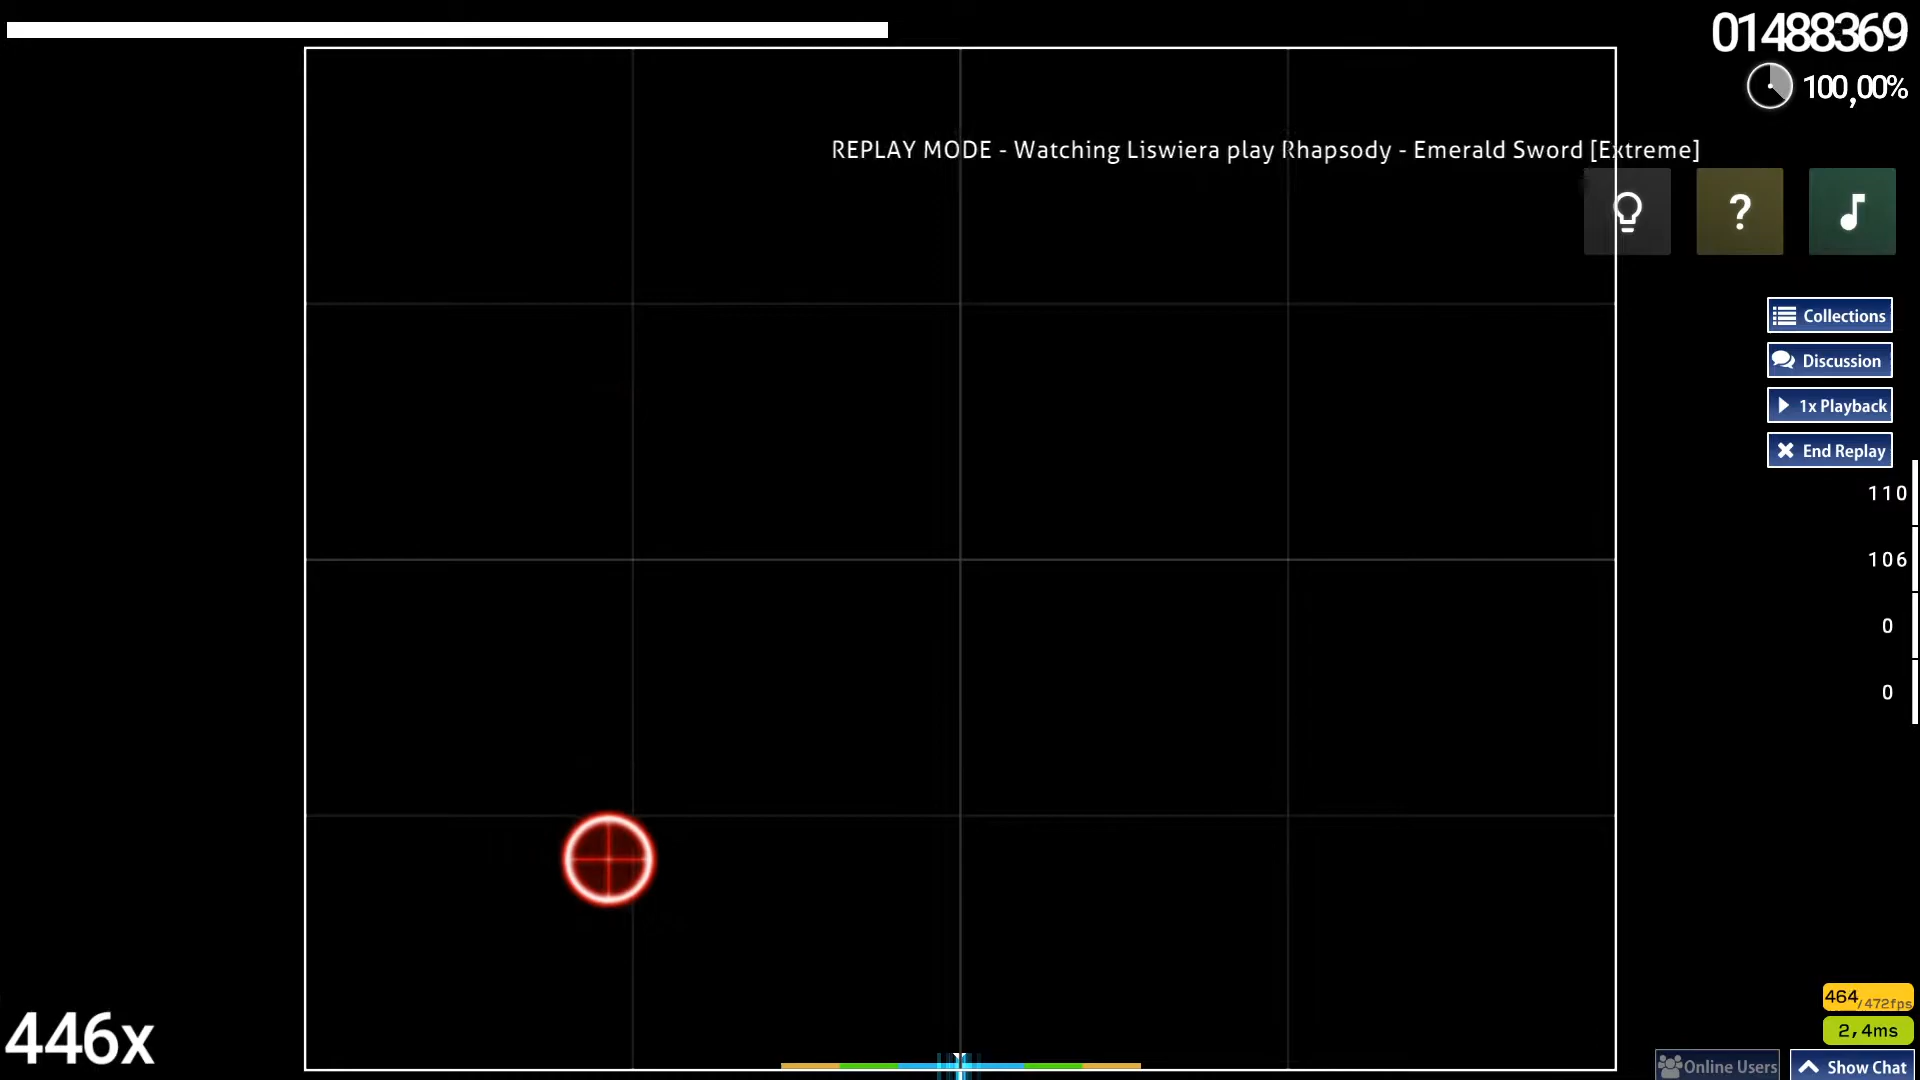 01488369
100,00%
REPLAY MODE - Watching Liswiera play Rhapsody - Emerald Sword [Extreme]
?
Collections
Discussion
1x Playback
End Replay
110
106
0
0
446x
464/472fps
2,4ms
Online Users
Show Chat